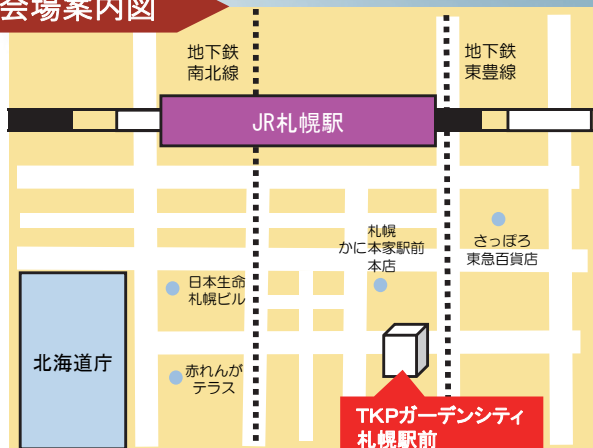 会場案内図
地下鉄
南北線
地下鉄
東豊線
JR札幌駅
札幌
かに本家駅前
本店
さっぽろ
東急百貨店
日本生命
札幌ビル
北海道庁
赤れんが
テラス
TKPガーデンシティ
札幌駅前